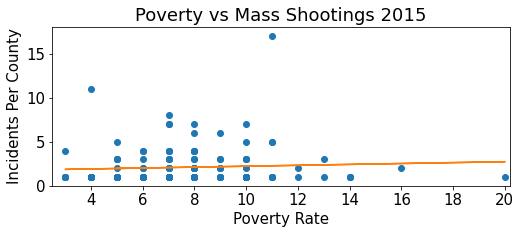 Poverty vs Mass Shootings 2015
Incidents Per County
15
10
5
0
4 6 8 10 12 14 16 18 20
Poverty Rate